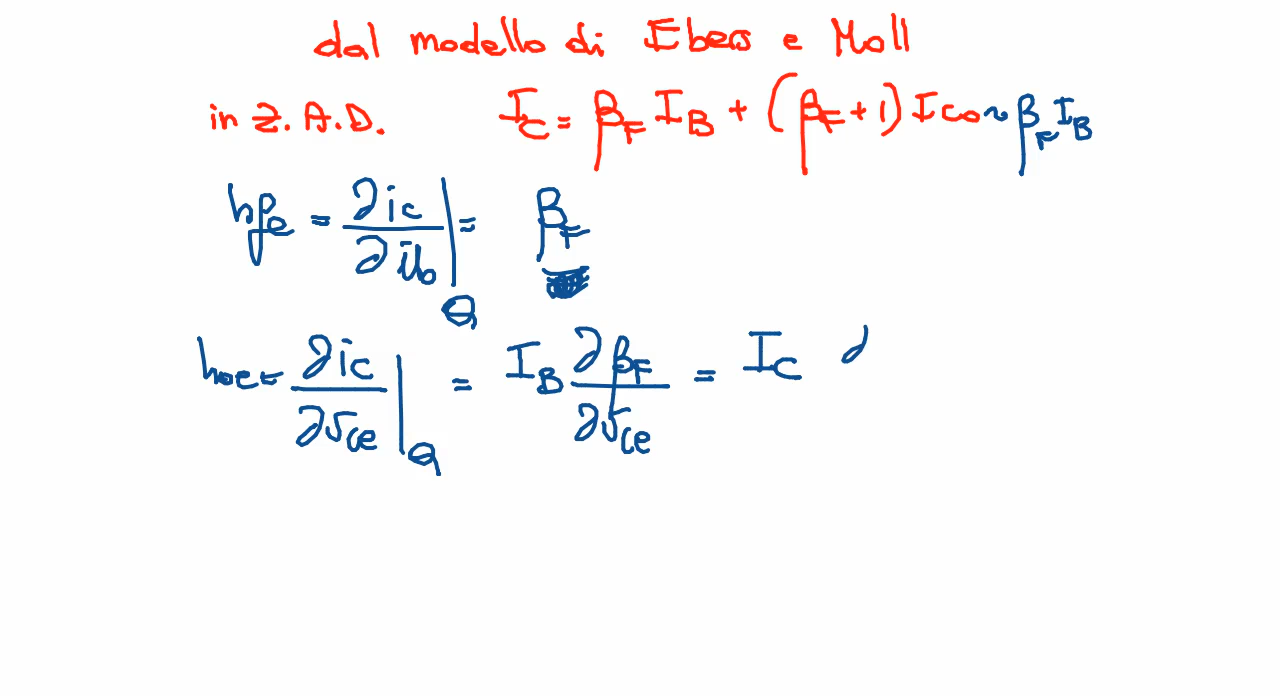 dal modello di Ebers e Moll
in Z.A.D. I_C = β_F I_B + (β_F + 1) I_CO ~ β_F I_B
h_fe = ∂i_c / ∂i_b |_Q = β_F
h_oe = ∂i_c / ∂v_ce |_Q = I_B ∂β_F / ∂v_ce = I_C ∂